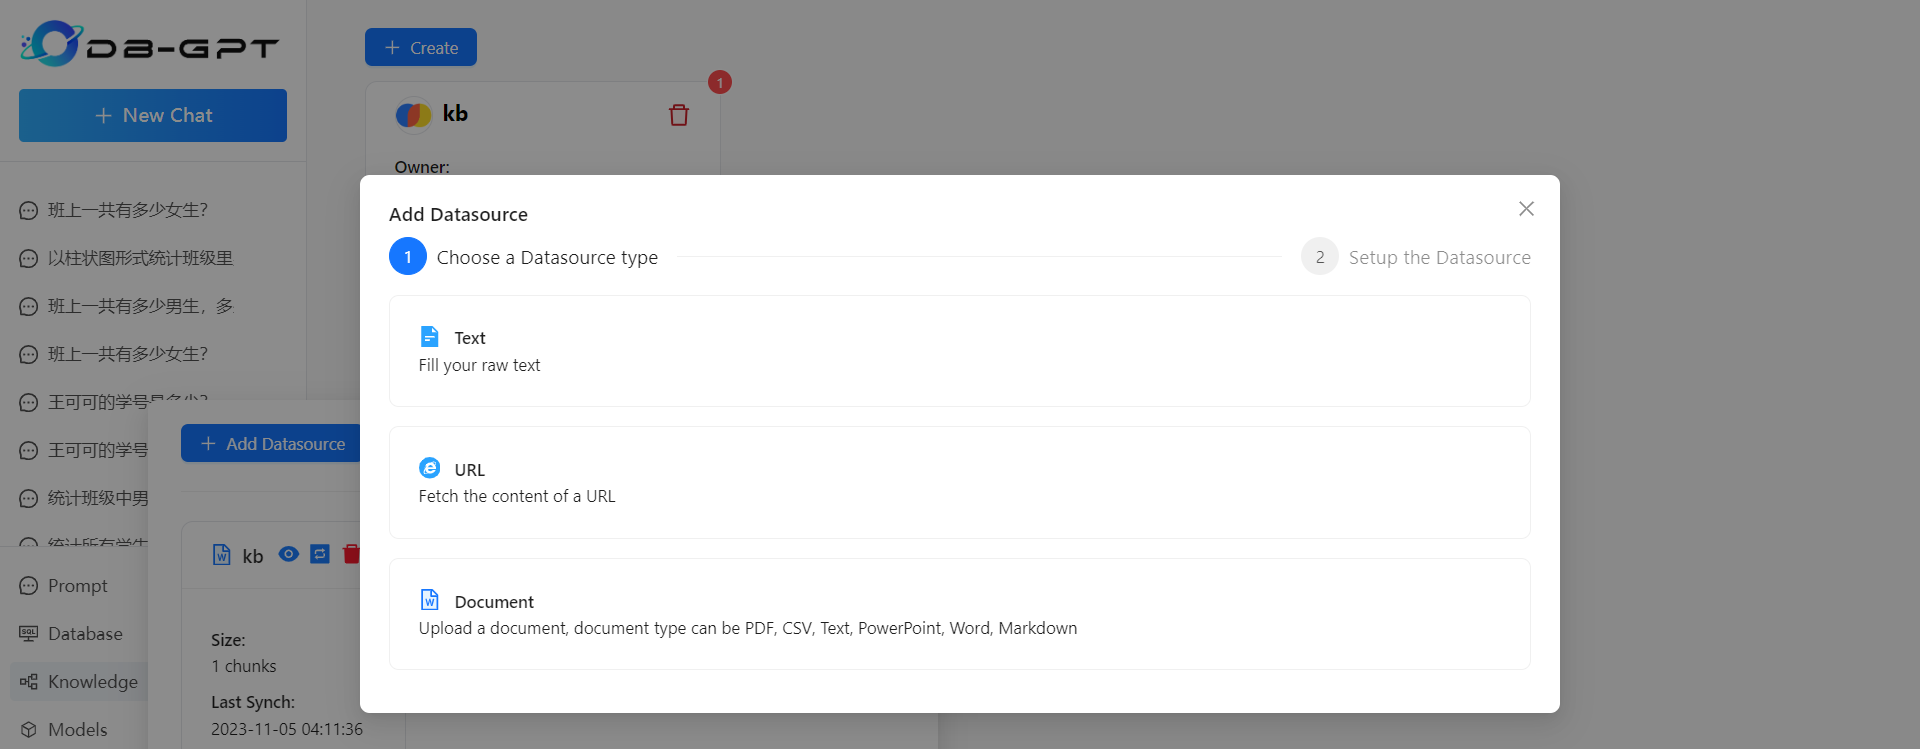 DB-GPT
+ New Chat
班上一共有多少女生?
以柱状图形式统计班级里
班上一共有多少男生，多
班上一共有多少女生?
王可可的学号是多少?
王可可的学号
统计班级中男
统计所有学生
Prompt
Database
Knowledge
Models
+ Create
1
kb
Owner:
+ Add Datasource
kb
Size:
1 chunks
Last Synch:
2023-11-05 04:11:36
Add Datasource
1 Choose a Datasource type
2 Setup the Datasource
Text
Fill your raw text
URL
Fetch the content of a URL
Document
Upload a document, document type can be PDF, CSV, Text, PowerPoint, Word, Markdown